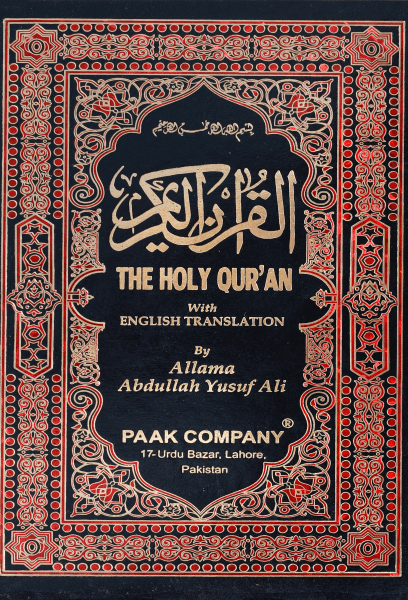 بسم الله الرحمن الرحيم
القرآن الكريم
THE HOLY QUR'AN
With
ENGLISH TRANSLATION
By
Allama
Abdullah Yusuf Ali
PAAK COMPANY®
17-Urdu Bazar, Lahore,
Pakistan